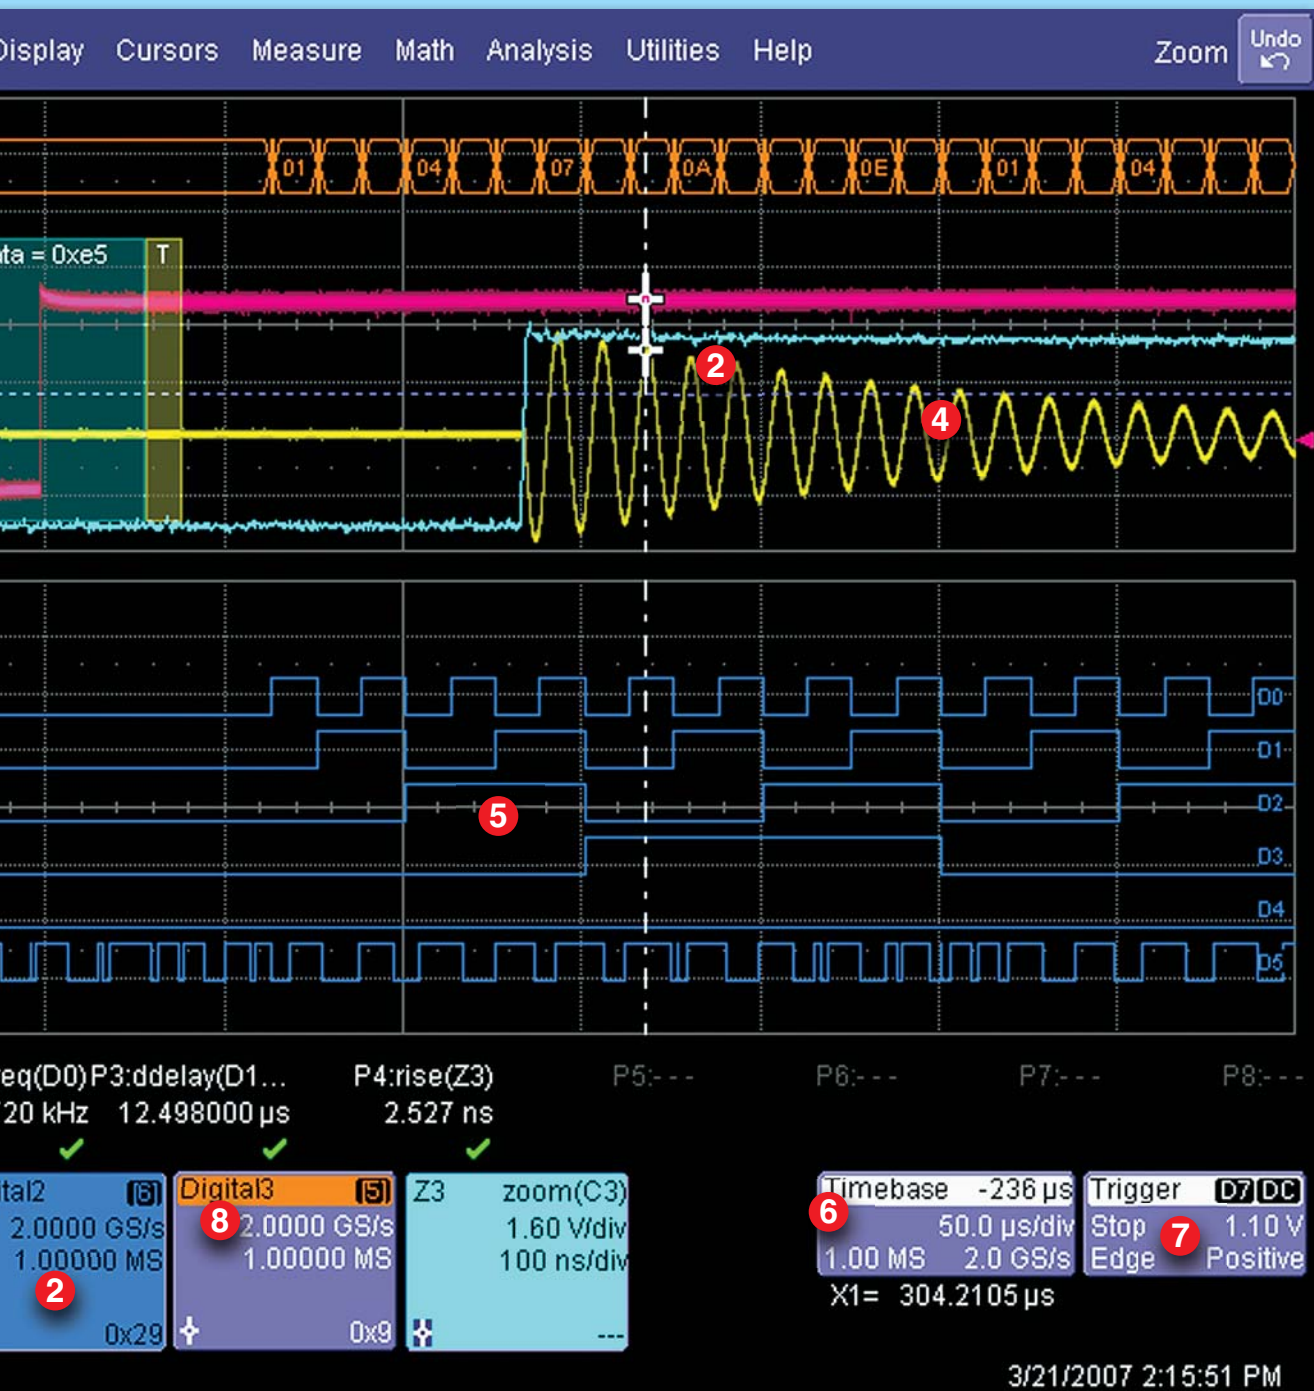 Display Cursors Measure Math Analysis Utilities Help Zoom Undo
01 04 07 0A 0E 01 04
ta = 0xe5 T
2
4
D0
D1
D2
5
D3
D4
D5
eq(D0) P3:ddelay(D1... P4:rise(Z3) P5:--- P6:--- P7:--- P8:---
20 kHz 12.498000 µs 2.527 ns
tal2 (6) Digital3 (5) Z3 zoom(C3) Timebase -236 µs Trigger D7 DC
2.0000 GS/s 8 2.0000 GS/s 1.60 V/div 6 50.0 µs/div Stop 7 1.10 V
1.00000 MS 1.00000 MS 100 ns/div 1.00 MS 2.0 GS/s Edge Positive
2
X1= 304.2105 µs
0x29 0x9 ---
3/21/2007 2:15:51 PM